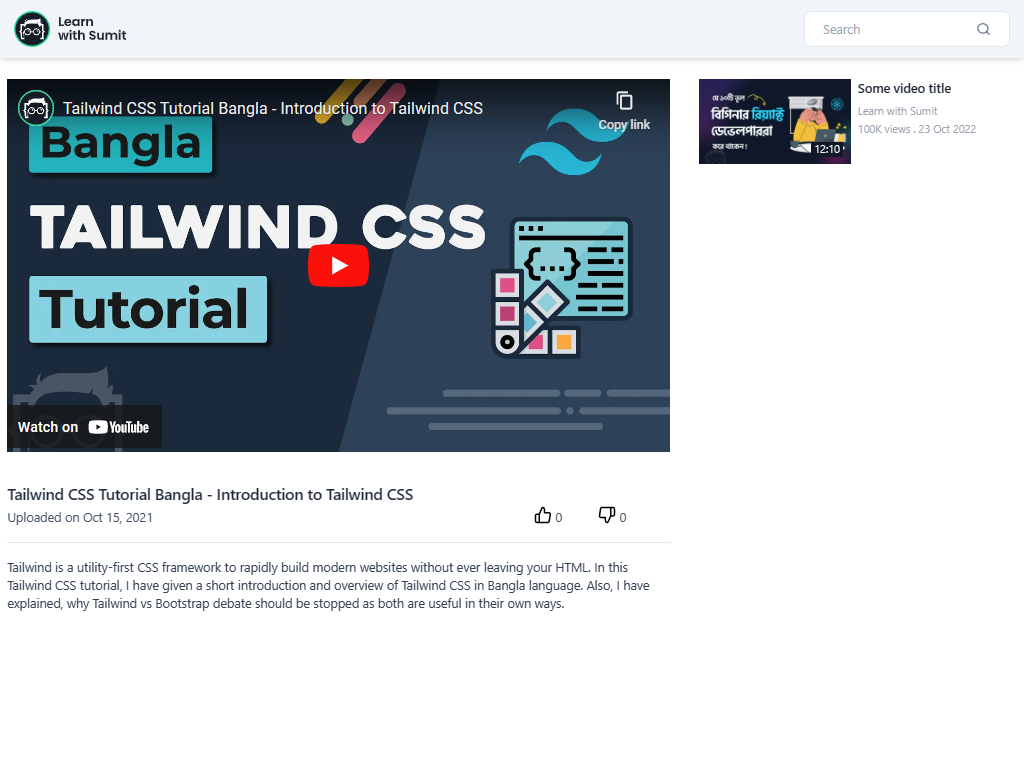 Learn
with Sumit
Search
Tailwind CSS Tutorial Bangla - Introduction to Tailwind CSS
Copy link
Bangla
TAILWIND CSS
{...}
Tutorial
Watch on YouTube
Tailwind CSS Tutorial Bangla - Introduction to Tailwind CSS
Uploaded on Oct 15, 2021
0
0
Tailwind is a utility-first CSS framework to rapidly build modern websites without ever leaving your HTML. In this
Tailwind CSS tutorial, I have given a short introduction and overview of Tailwind CSS in Bangla language. Also, I have
explained, why Tailwind vs Bootstrap debate should be stopped as both are useful in their own ways.
যে ১০টি ভুল
বিগিনার রিয়্যাক্ট
ডেভেলপাররা
করে থাকেন !
12:10
Some video title
Learn with Sumit
100K views . 23 Oct 2022